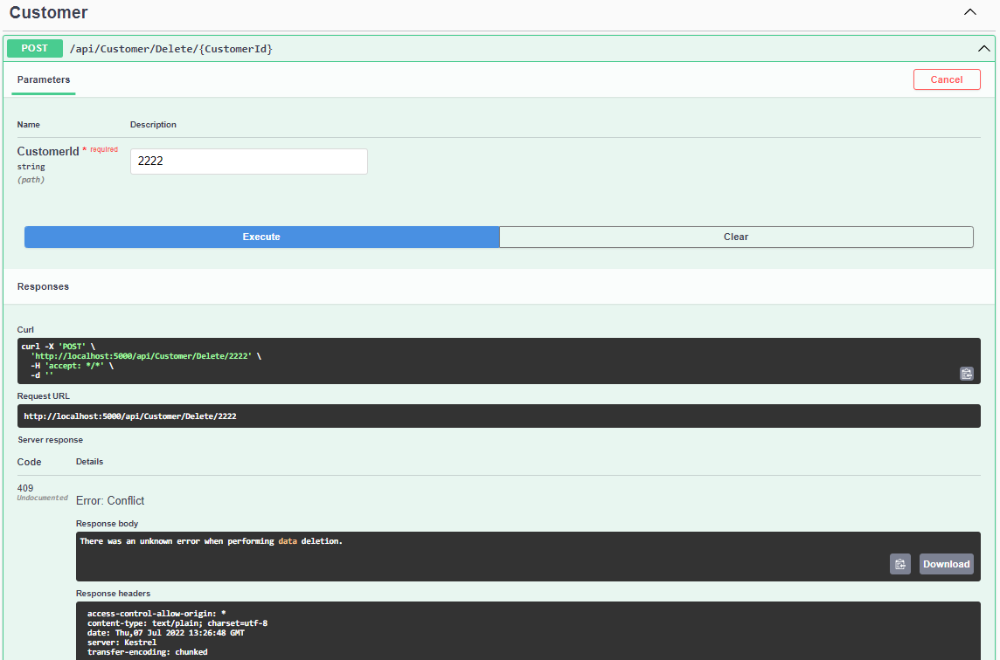 Customer
POST /api/Customer/Delete/{CustomerId}
Parameters
Cancel
Name Description
CustomerId * required
string
(path)
2222
Execute Clear
Responses
Curl
curl -X 'POST' \
'http://localhost:5000/api/Customer/Delete/2222' \
-H 'accept: */*' \
-d ''
Request URL
http://localhost:5000/api/Customer/Delete/2222
Server response
Code Details
409
Undocumented
Error: Conflict
Response body
There was an unknown error when performing data deletion.
Download
Response headers
access-control-allow-origin: *
content-type: text/plain; charset=utf-8
date: Thu,07 Jul 2022 13:26:48 GMT
server: Kestrel
transfer-encoding: chunked